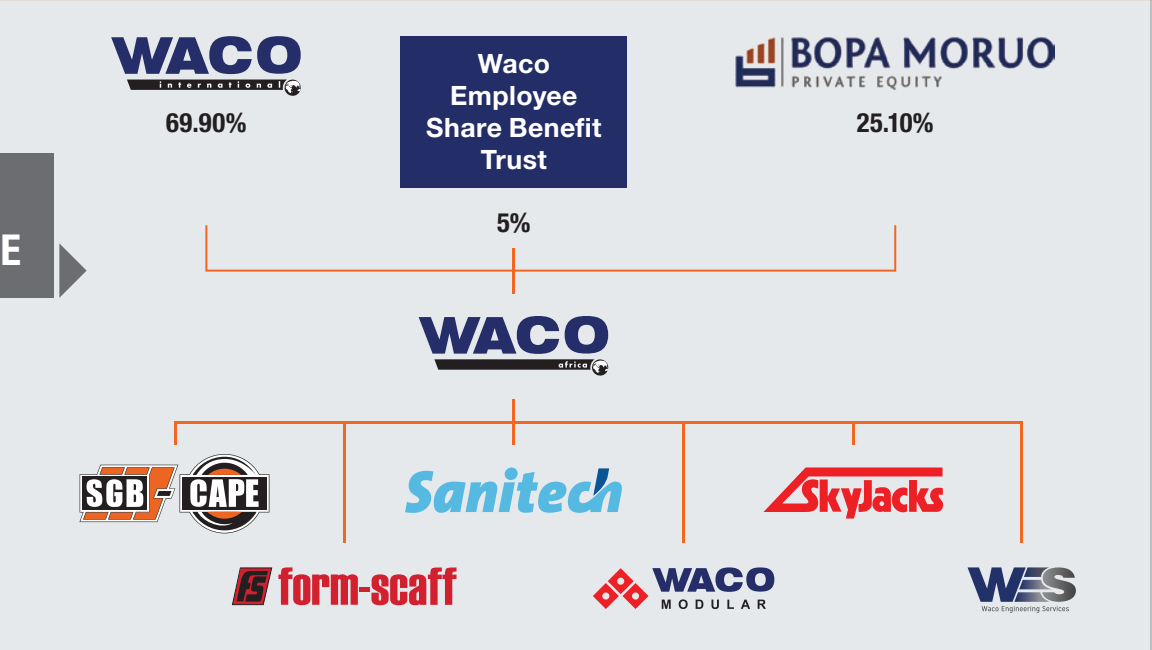 WACO
international
69.90%
Waco
Employee
Share Benefit
Trust
5%
BOPA MORUO
PRIVATE EQUITY
25.10%
E
WACO
africa
SGB-CAPE
Sanitech
SkyJacks
FS form-scaff
WACO
MODULAR
WES
Waco Engineering Services